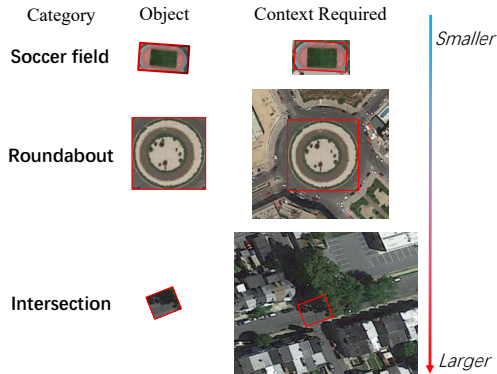 Category Object Context Required
Soccer field
Smaller
Roundabout
Intersection
Larger